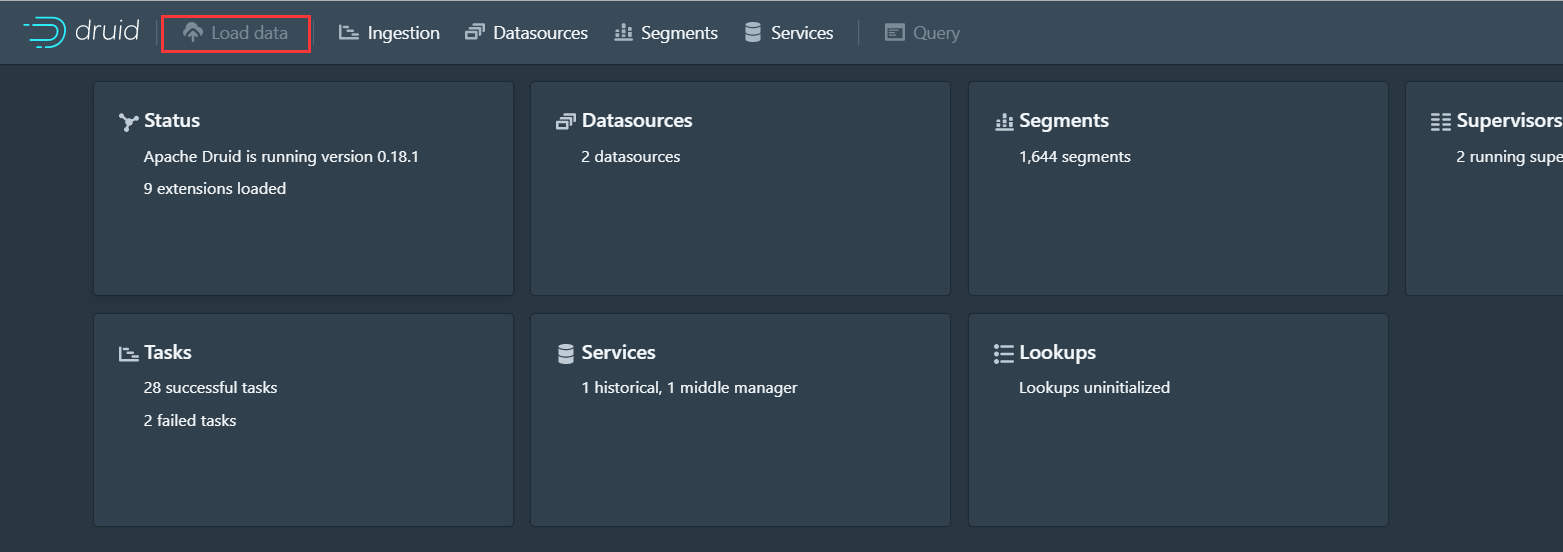 druid Load data Ingestion Datasources Segments Services Query
Status
Apache Druid is running version 0.18.1
9 extensions loaded
Datasources
2 datasources
Segments
1,644 segments
Supervisors
2 running supe
Tasks
28 successful tasks
2 failed tasks
Services
1 historical, 1 middle manager
Lookups
Lookups uninitialized